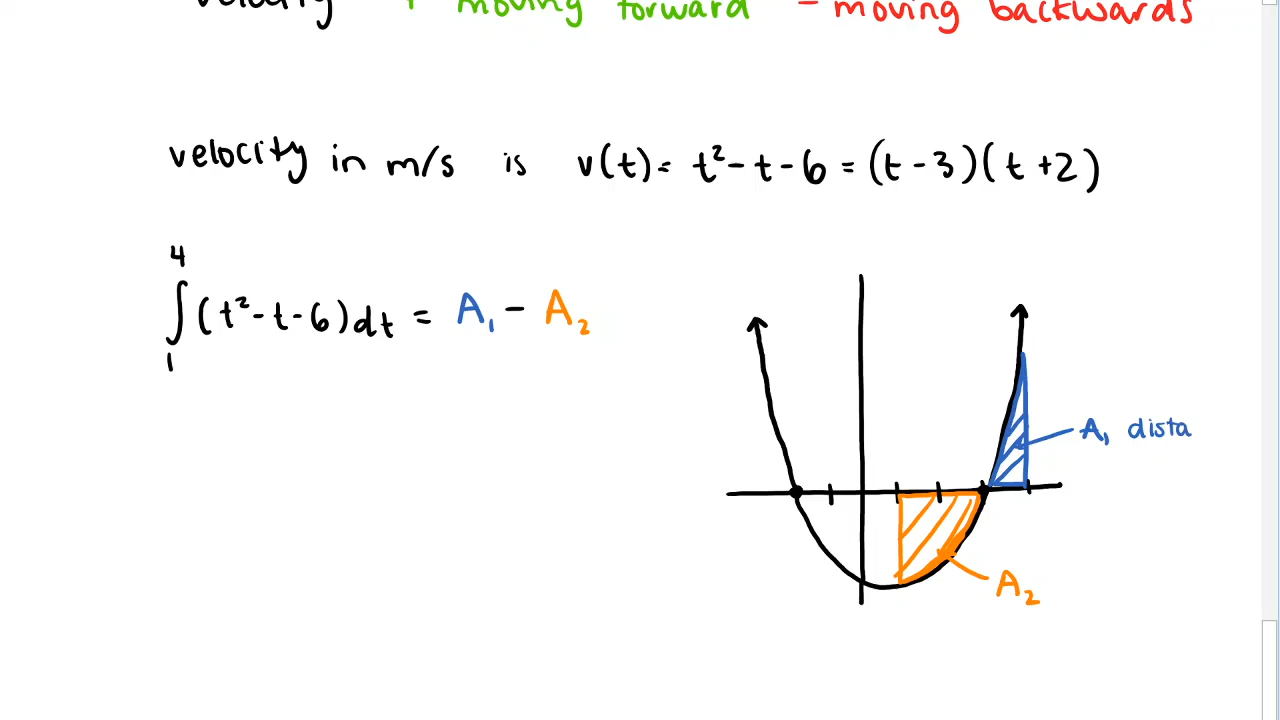 velocity + moving forward - moving backwards
velocity in m/s is v(t) = t² - t - 6 = (t - 3)(t + 2)
4
∫(t² - t - 6)dt = A₁ - A₂
1
A₁ dista
A₂